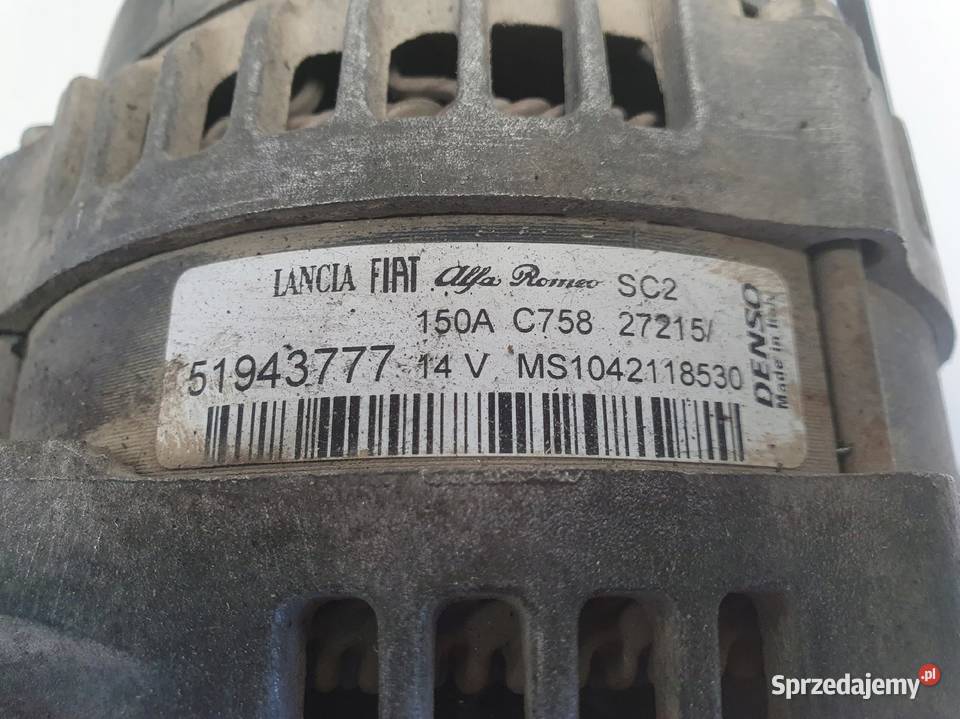 LANCIA FIAT Alfa Romeo SC2
150A C758 27215/
51943777 14 V MS1042118530
DENSO
Made in Italy
Sprzedajemy.pl